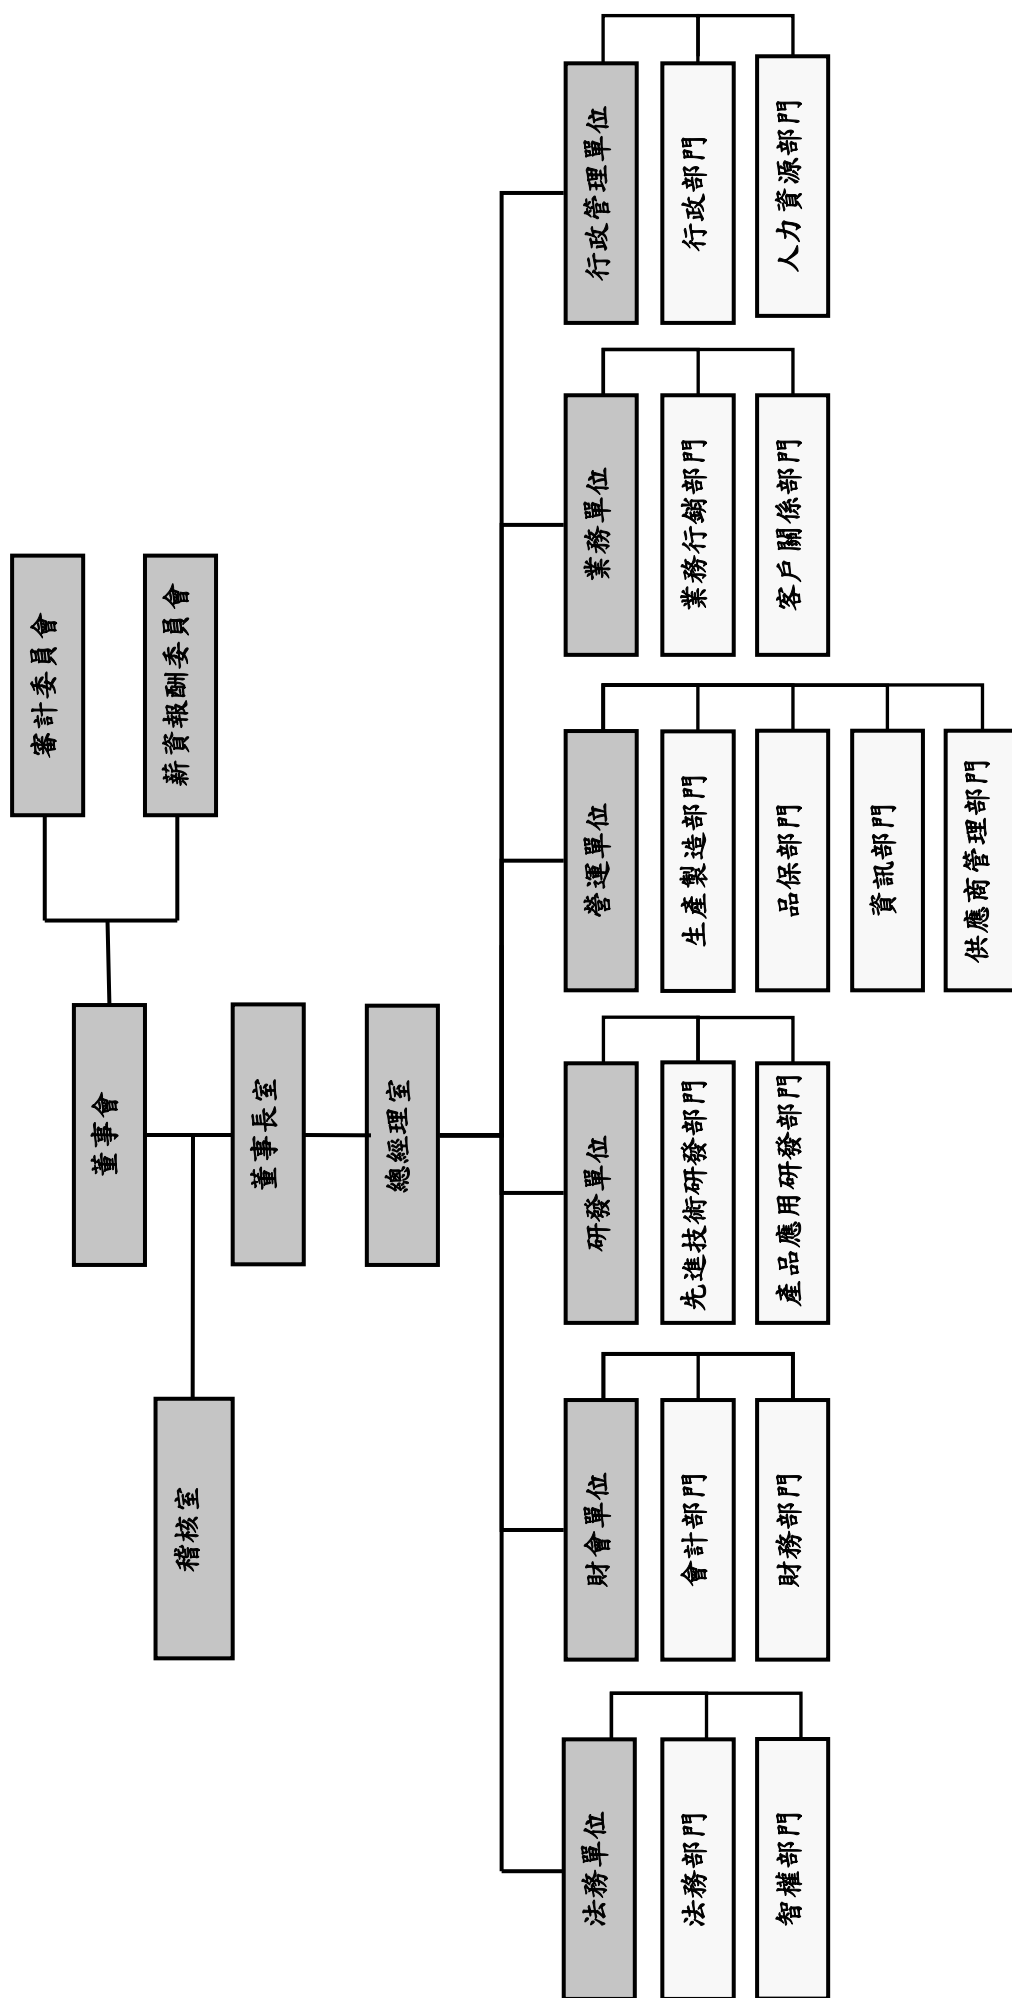 審計委員會
薪資報酬委員會
董事會
稽核室
董事長室
總經理室
法務單位
法務部門
智權部門
財會單位
會計部門
財務部門
研發單位
先進技術研發部門
產品應用研發部門
營運單位
生產製造部門
品保部門
資訊部門
供應商管理部門
業務單位
業務行銷部門
客戶關係部門
行政管理單位
行政部門
人力資源部門